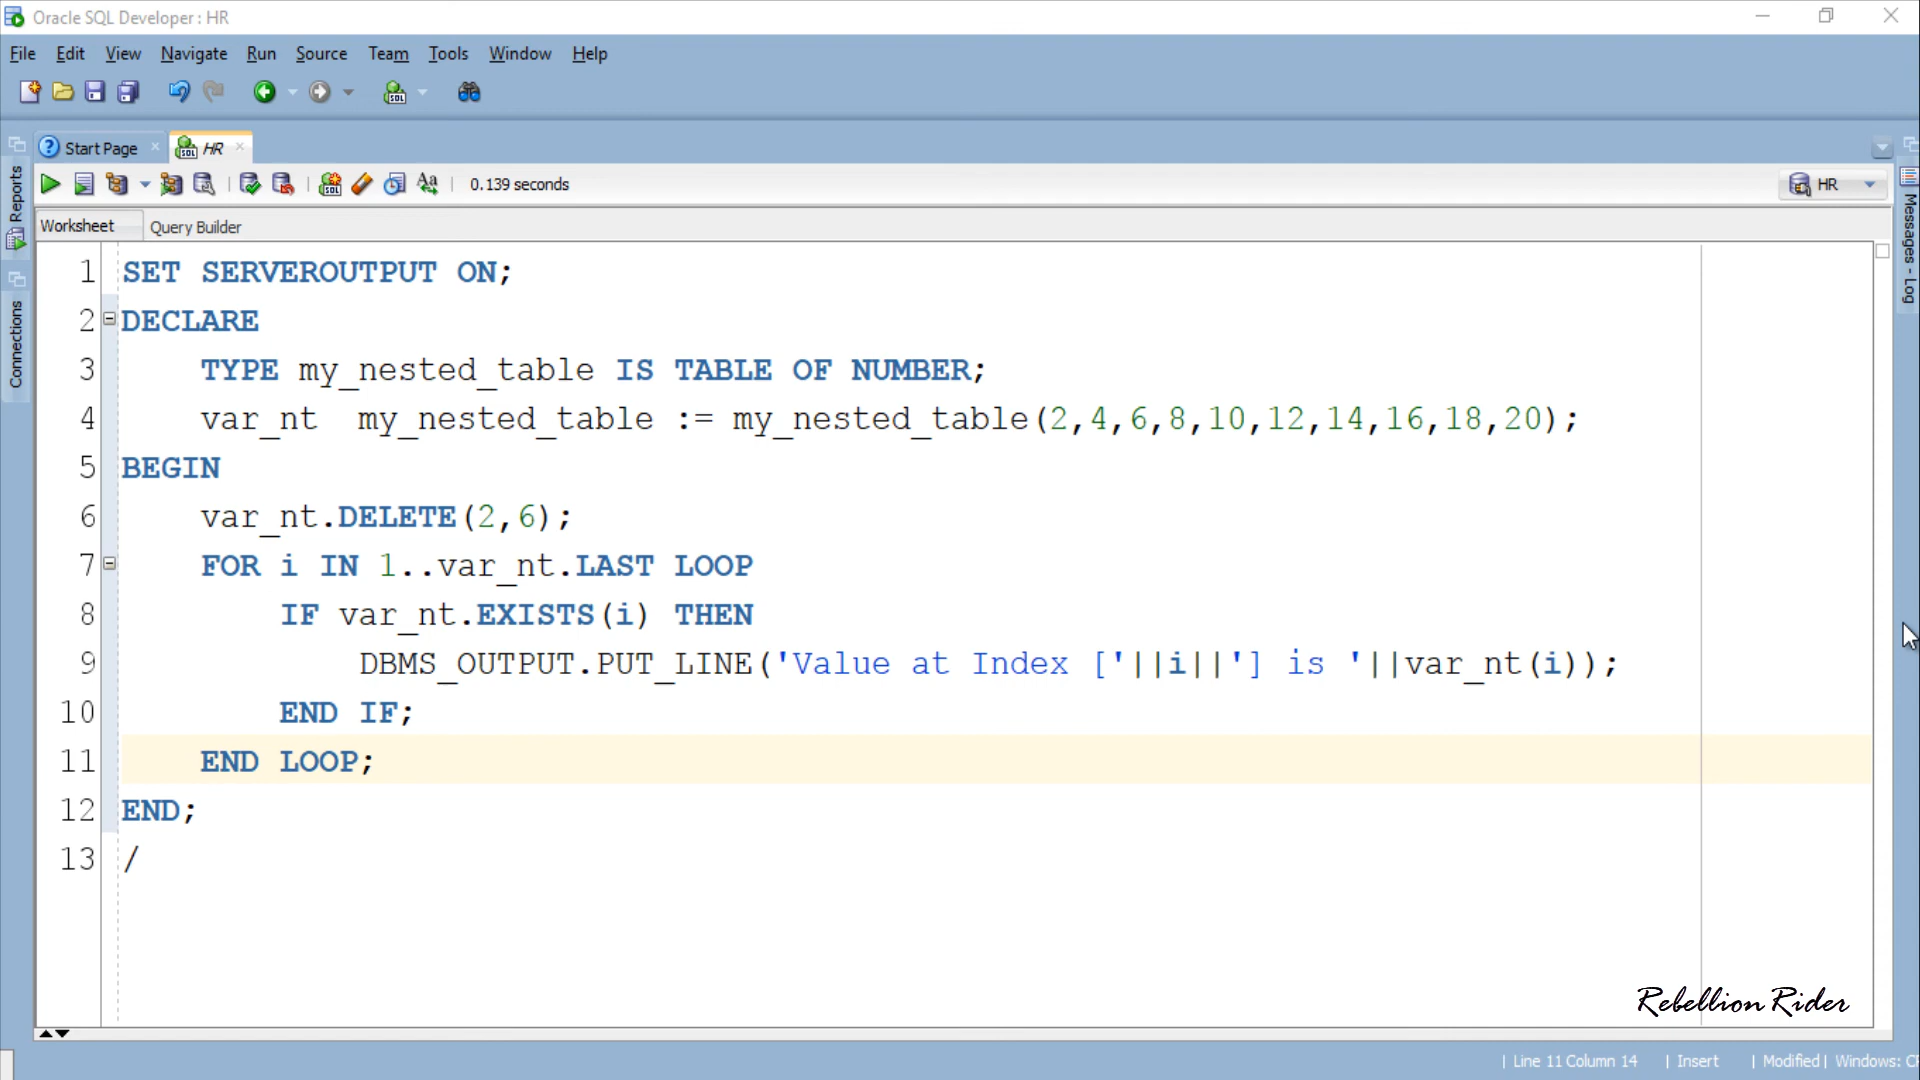 Oracle SQL Developer : HR
File Edit View Navigate Run Source Team Tools Window Help
Start Page HR
0.139 seconds HR
Worksheet Query Builder
Reports
Connections
Messages - Log
1 SET SERVEROUTPUT ON;
2 DECLARE
3 TYPE my_nested_table IS TABLE OF NUMBER;
4 var_nt my_nested_table := my_nested_table(2,4,6,8,10,12,14,16,18,20);
5 BEGIN
6 var_nt.DELETE(2,6);
7 FOR i IN 1..var_nt.LAST LOOP
8 IF var_nt.EXISTS(i) THEN
9 DBMS_OUTPUT.PUT_LINE('Value at Index ['||i||'] is '||var_nt(i));
10 END IF;
11 END LOOP;
12 END;
13 /
Rebellion Rider
Line 11 Column 14 | Insert | Modified | Windows: